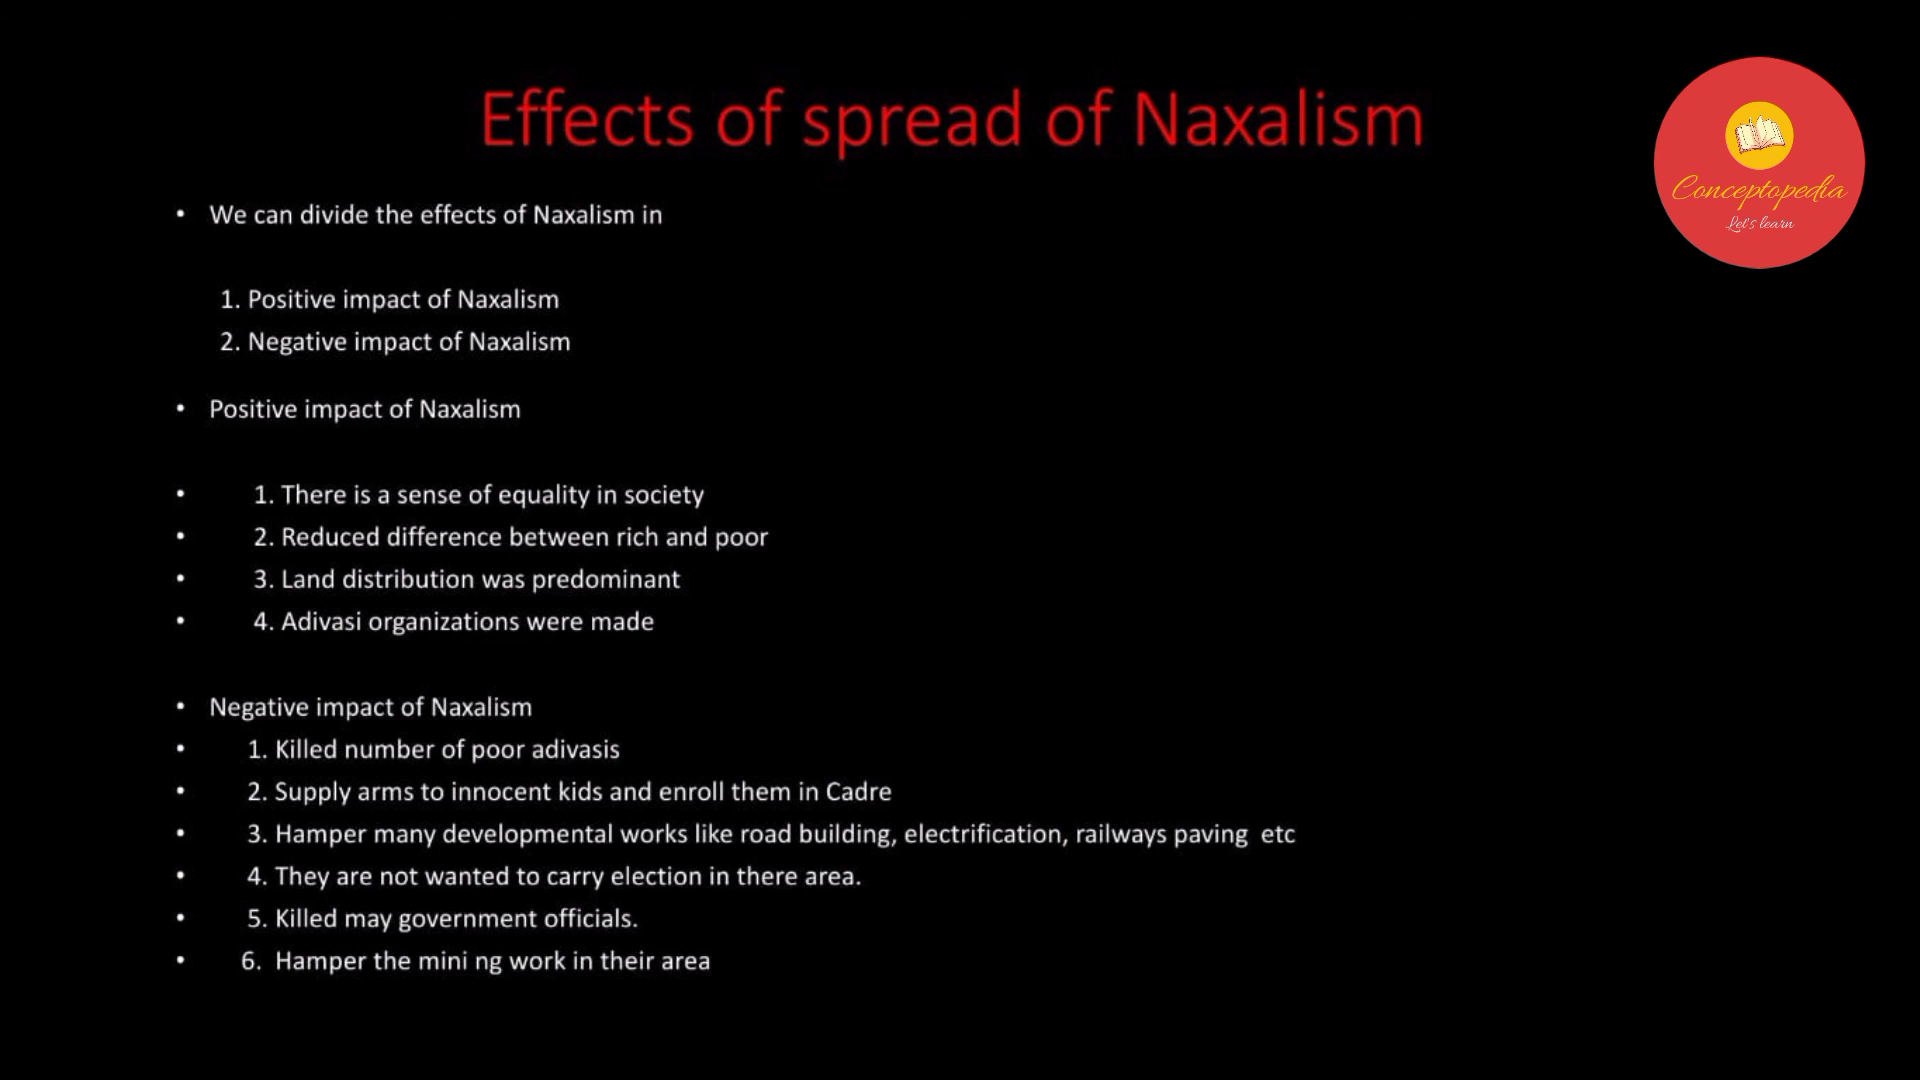 Effects of spread of Naxalism
Conceptopedia
Let's learn
• We can divide the effects of Naxalism in
1. Positive impact of Naxalism
2. Negative impact of Naxalism
• Positive impact of Naxalism
• 1. There is a sense of equality in society
• 2. Reduced difference between rich and poor
• 3. Land distribution was predominant
• 4. Adivasi organizations were made
• Negative impact of Naxalism
• 1. Killed number of poor adivasis
• 2. Supply arms to innocent kids and enroll them in Cadre
• 3. Hamper many developmental works like road building, electrification, railways paving  etc
• 4. They are not wanted to carry election in there area.
• 5. Killed may government officials.
• 6.  Hamper the mini ng work in their area